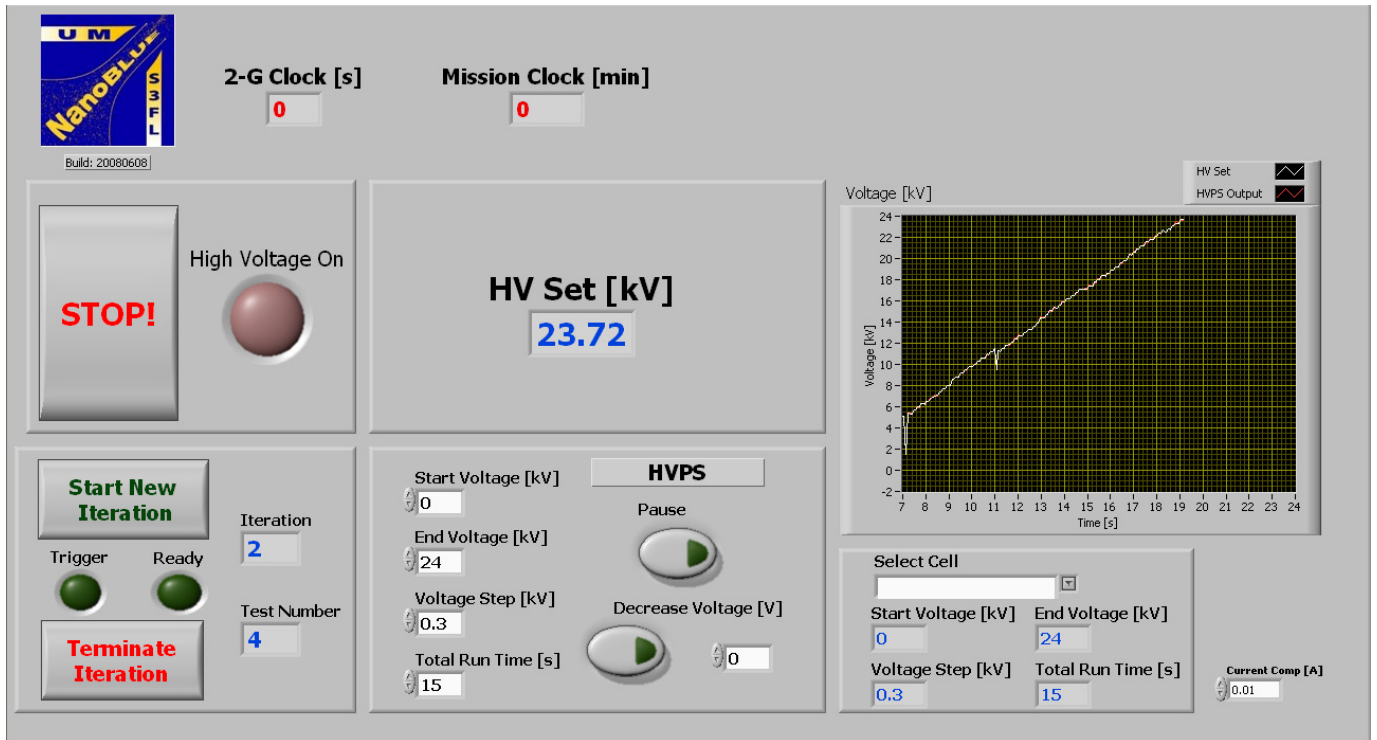 U M
NanoBlue
S3FL
Build: 20080608
2-G Clock [s]
0
Mission Clock [min]
0
STOP!
High Voltage On
HV Set [kV]
23.72
HV Set
HVPS Output
Voltage [kV]
24
22
20
18
16
14
12
10
8
6
4
2
0
-2
Voltage [kV]
7 8 9 10 11 12 13 14 15 16 17 18 19 20 21 22 23 24
Time [s]
Start New
Iteration
Trigger
Ready
Terminate
Iteration
Iteration
2
Test Number
4
HVPS
Start Voltage [kV]
0
End Voltage [kV]
24
Voltage Step [kV]
0.3
Total Run Time [s]
15
Pause
Decrease Voltage [V]
0
Select Cell
Start Voltage [kV]
0
End Voltage [kV]
24
Voltage Step [kV]
0.3
Total Run Time [s]
15
Current Comp [A]
0.01